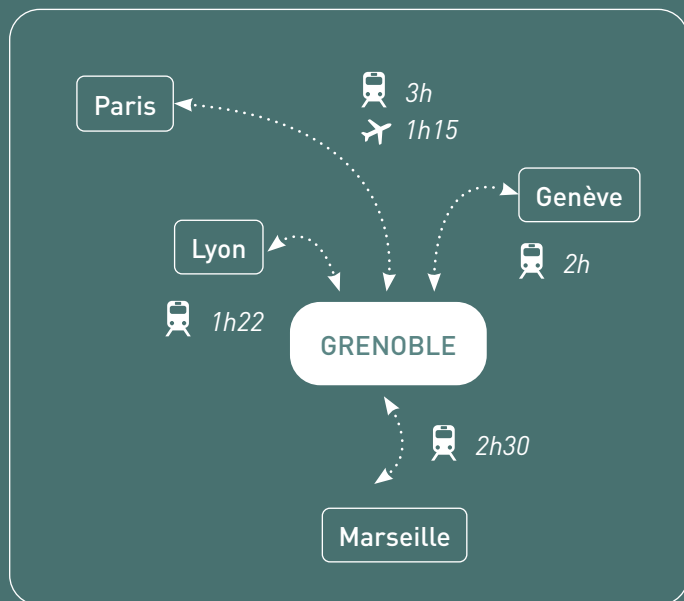 Paris
3h
1h15
Genève
2h
Lyon
1h22
GRENOBLE
2h30
Marseille